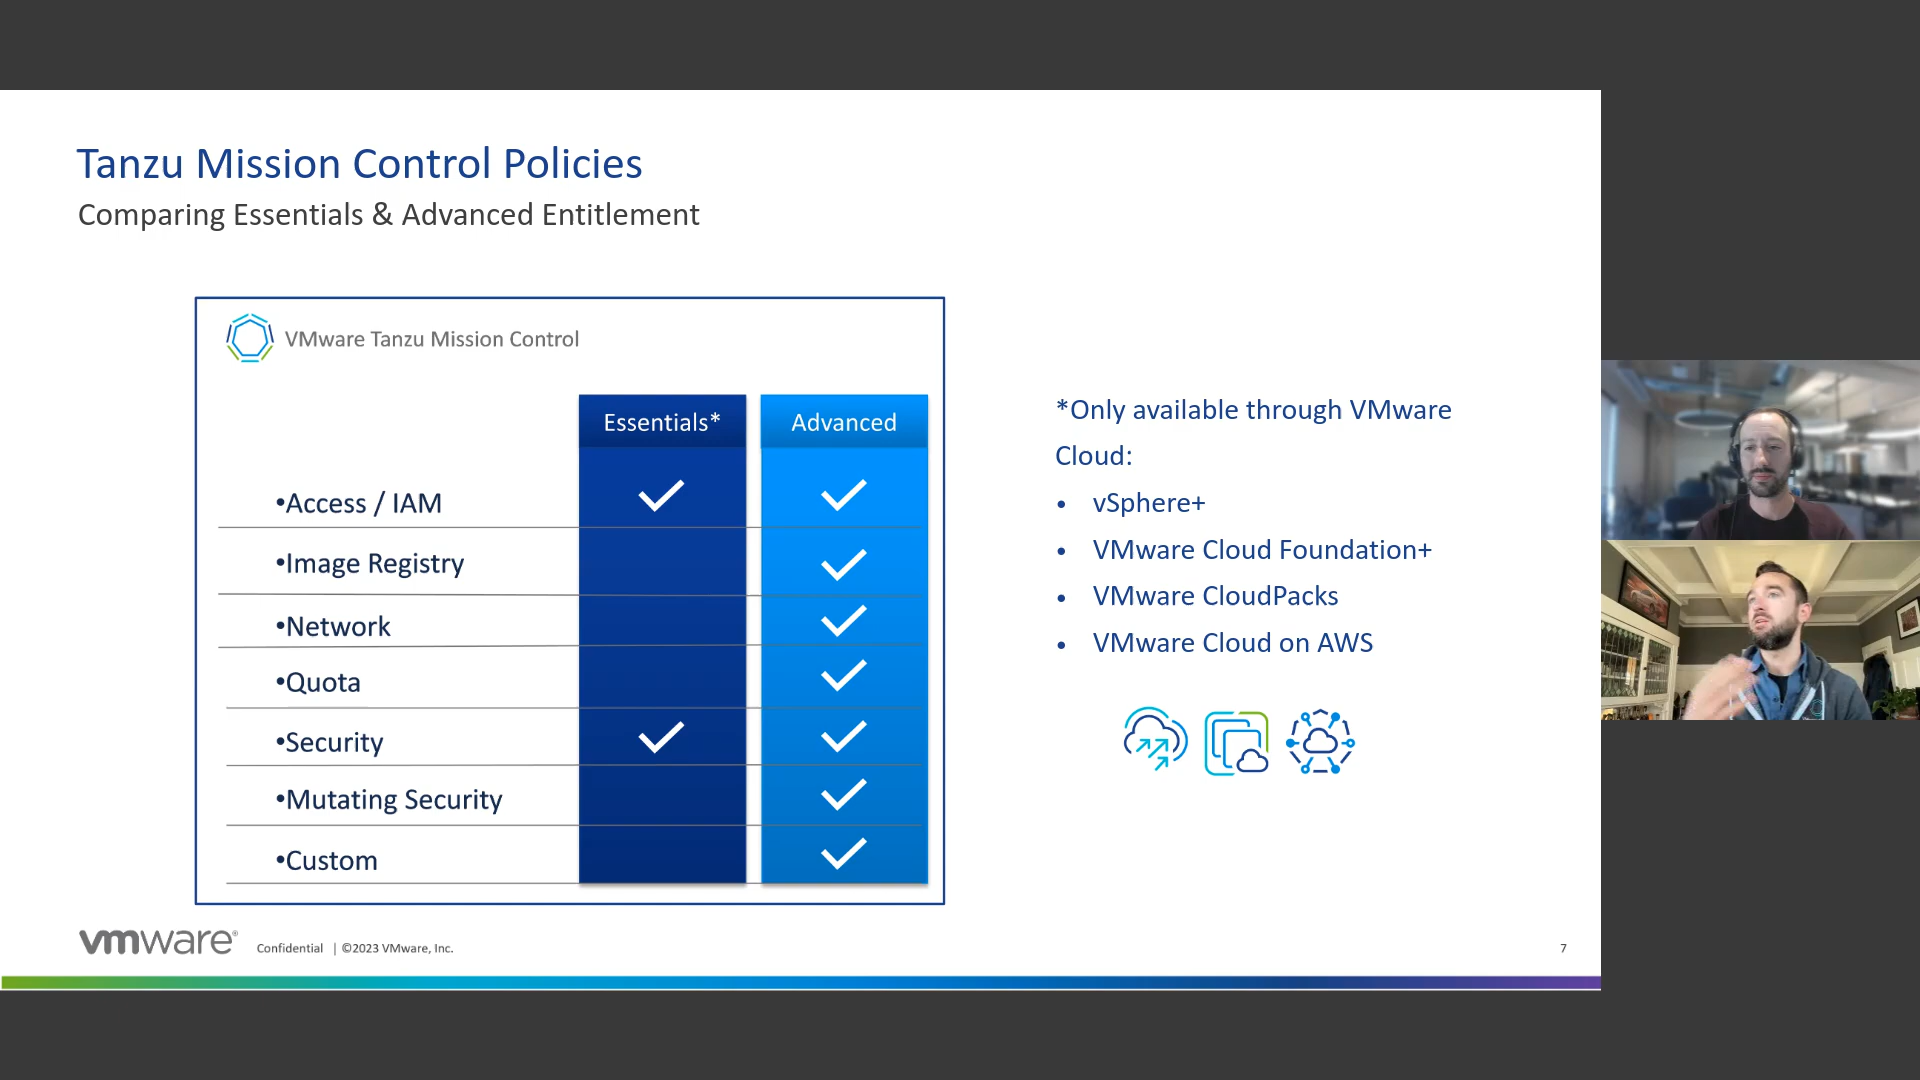 Tanzu Mission Control Policies
Comparing Essentials & Advanced Entitlement
VMware Tanzu Mission Control
Essentials* Advanced
•Access / IAM
•Image Registry
•Network
•Quota
•Security
•Mutating Security
•Custom
*Only available through VMware
Cloud:
• vSphere+
• VMware Cloud Foundation+
• VMware CloudPacks
• VMware Cloud on AWS
vmware® Confidential | ©2023 VMware, Inc.
7